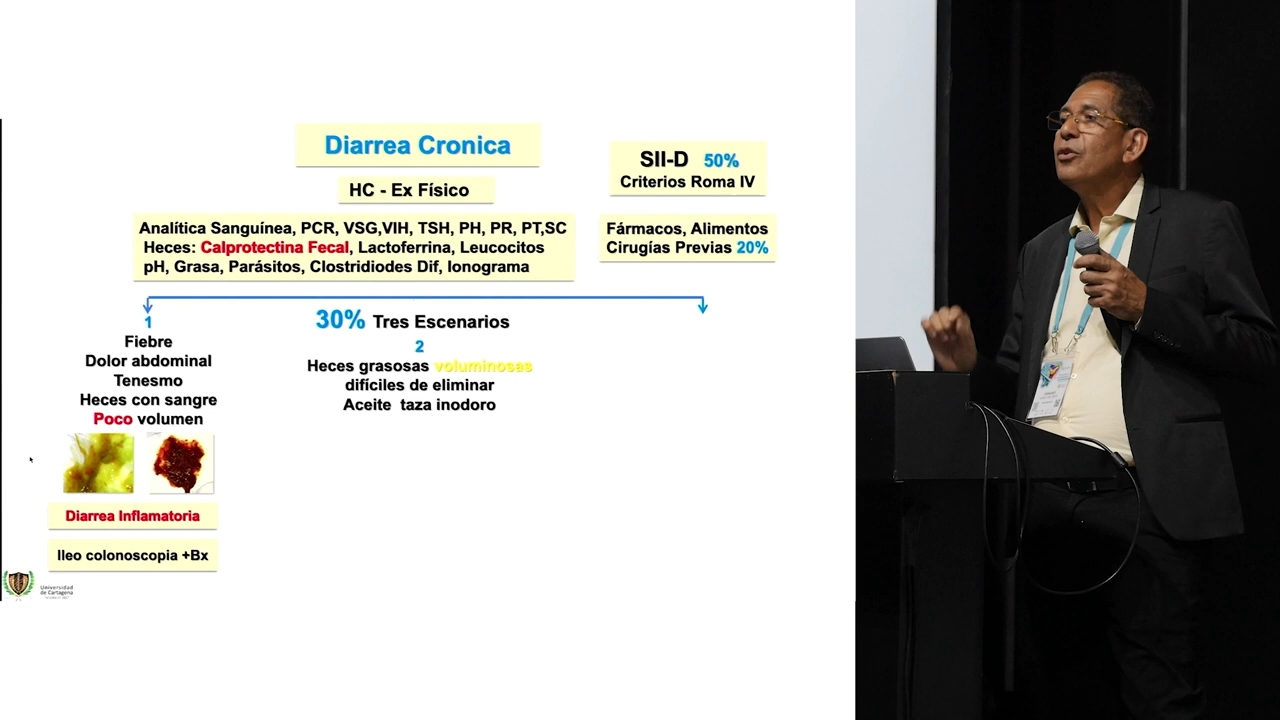 Diarrea Cronica
HC - Ex Físico
SII-D 50%
Criterios Roma IV
Analítica Sanguínea, PCR, VSG,VIH, TSH, PH, PR, PT,SC
Heces: Calprotectina Fecal, Lactoferrina, Leucocitos
pH, Grasa, Parásitos, Clostridiodes Dif, Ionograma
Fármacos, Alimentos
Cirugías Previas 20%
1
Fiebre
Dolor abdominal
Tenesmo
Heces con sangre
Poco volumen
30% Tres Escenarios
2
Heces grasosas voluminosas
difíciles de eliminar
Aceite taza inodoro
Diarrea Inflamatoria
Ileo colonoscopia +Bx
Universidad
de Cartagena